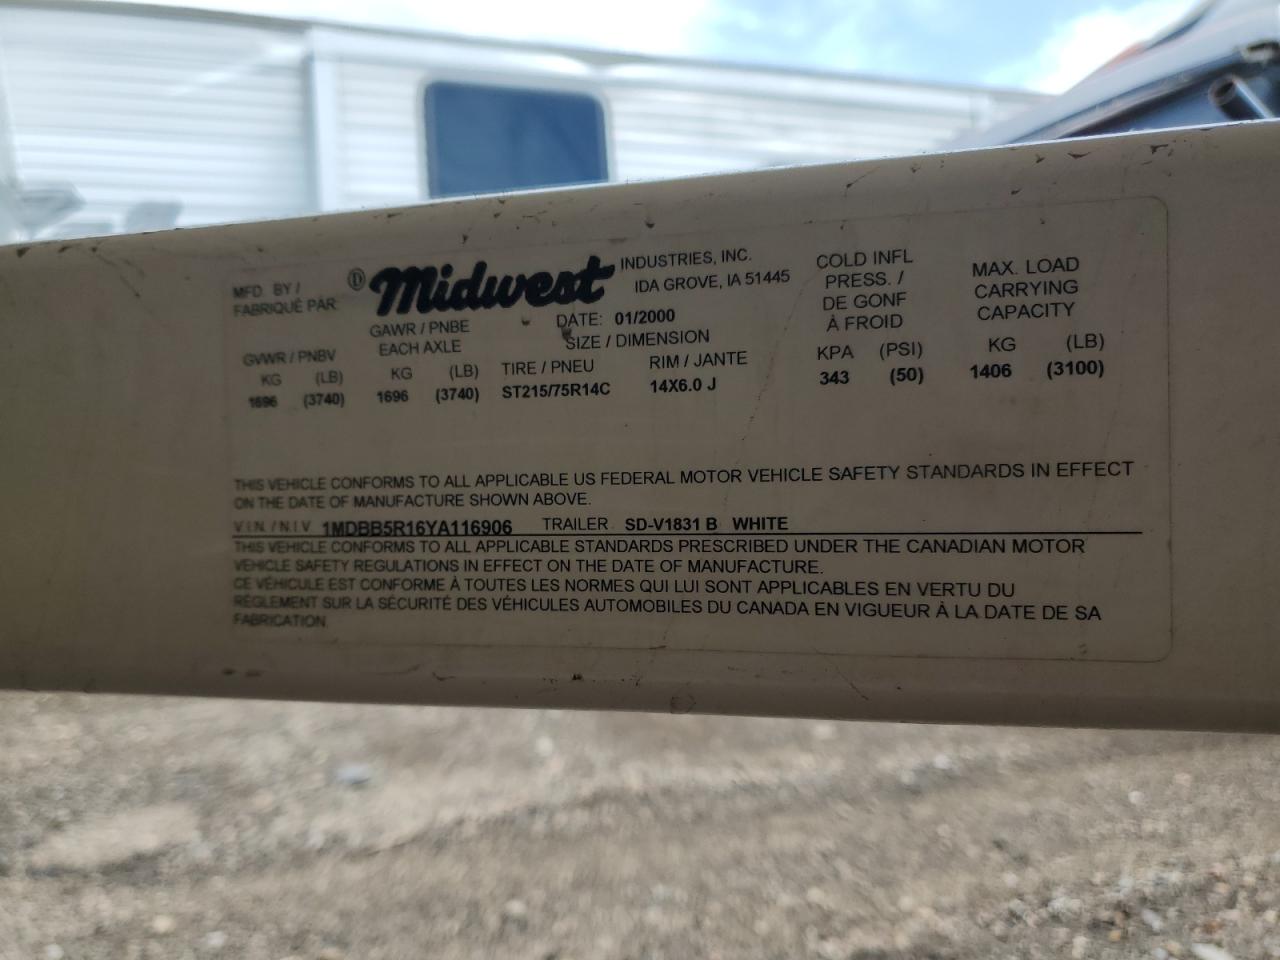 MFD. BY / FABRIQUÉ PAR:
Midwest INDUSTRIES, INC.
IDA GROVE, IA 51445
DATE: 01/2000
GVWR / PNBV
KG (LB)
1696 (3740)
GAWR / PNBE
EACH AXLE
KG (LB)
1696 (3740)
SIZE / DIMENSION
TIRE / PNEU RIM / JANTE
ST215/75R14C 14X6.0 J
COLD INFL
PRESS. /
DE GONF
À FROID
KPA (PSI)
343 (50)
MAX. LOAD
CARRYING
CAPACITY
KG (LB)
1406 (3100)
THIS VEHICLE CONFORMS TO ALL APPLICABLE US FEDERAL MOTOR VEHICLE SAFETY STANDARDS IN EFFECT
ON THE DATE OF MANUFACTURE SHOWN ABOVE.
V.I.N. / N.I.V. 1MDBB5R16YA116906 TRAILER SD-V1831 B WHITE
THIS VEHICLE CONFORMS TO ALL APPLICABLE STANDARDS PRESCRIBED UNDER THE CANADIAN MOTOR
VEHICLE SAFETY REGULATIONS IN EFFECT ON THE DATE OF MANUFACTURE.
CE VÉHICULE EST CONFORME À TOUTES LES NORMES QUI LUI SONT APPLICABLES EN VERTU DU
RÈGLEMENT SUR LA SÉCURITÉ DES VÉHICULES AUTOMOBILES DU CANADA EN VIGUEUR À LA DATE DE SA
FABRICATION